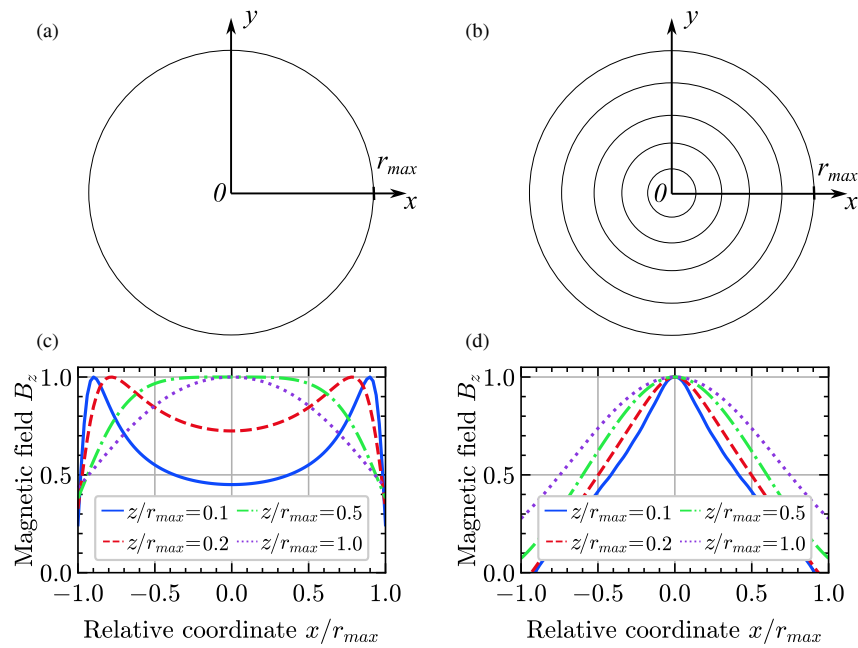 (a)
y
r_max
0
x
(b)
y
r_max
0
x
(c)
Magnetic field B_z
1.0
0.5
0.0
z/r_max=0.1
z/r_max=0.5
z/r_max=0.2
z/r_max=1.0
−1.0
−0.5
0.0
0.5
1.0
Relative coordinate x/r_max
(d)
Magnetic field B_z
1.0
0.5
0.0
z/r_max=0.1
z/r_max=0.5
z/r_max=0.2
z/r_max=1.0
−1.0
−0.5
0.0
0.5
1.0
Relative coordinate x/r_max